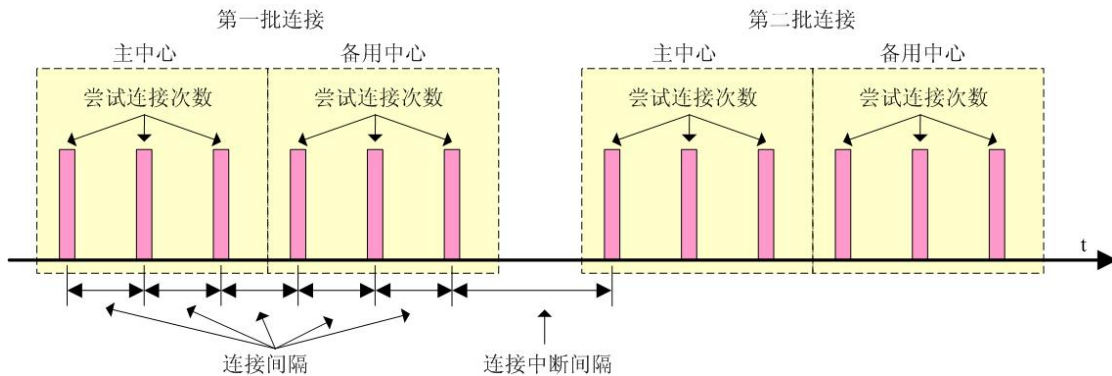 第一批连接
第二批连接
主中心
备用中心
主中心
备用中心
尝试连接次数
尝试连接次数
尝试连接次数
尝试连接次数
t
连接间隔
连接中断间隔